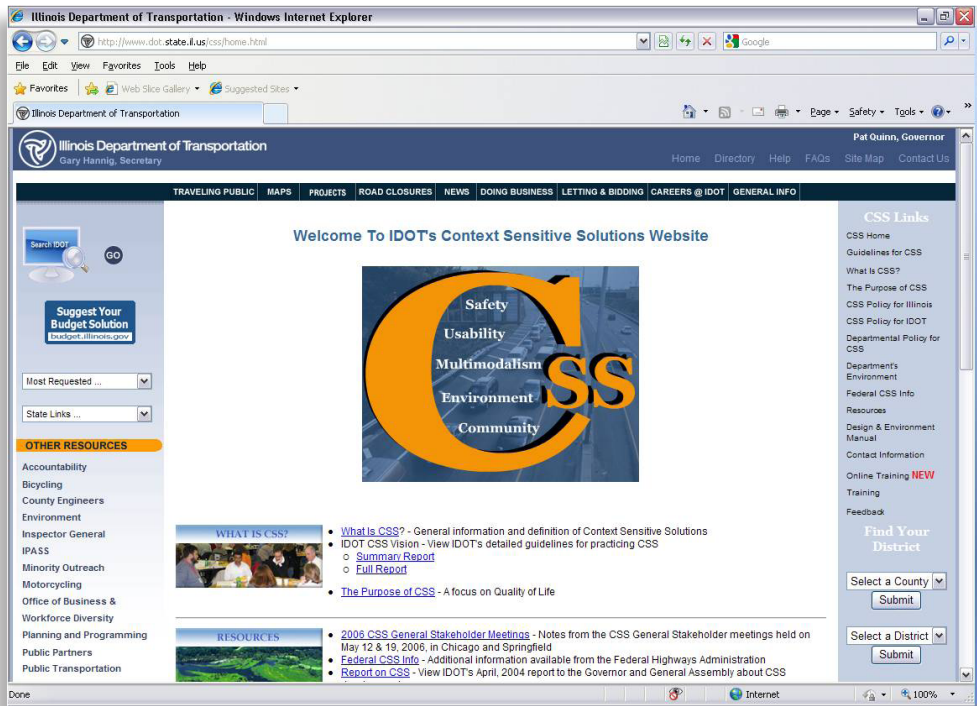 Illinois Department of Transportation - Windows Internet Explorer
http://www.dot.state.il.us/css/home.html
Google
File Edit View Favorites Tools Help
Favorites Web Slice Gallery Suggested Sites
Illinois Department of Transportation
Page Safety Tools »
Illinois Department of Transportation
Gary Hannig, Secretary
Pat Quinn, Governor
Home Directory Help FAQs Site Map Contact Us
TRAVELING PUBLIC MAPS PROJECTS ROAD CLOSURES NEWS DOING BUSINESS LETTING & BIDDING CAREERS @ IDOT GENERAL INFO
Search IDOT
GO
Suggest Your
Budget Solution
budget.illinois.gov
Most Requested ...
State Links ...
OTHER RESOURCES
Accountability
Bicycling
County Engineers
Environment
Inspector General
IPASS
Minority Outreach
Motorcycling
Office of Business &
Workforce Diversity
Planning and Programming
Public Partners
Public Transportation
Welcome To IDOT's Context Sensitive Solutions Website
CSS
Safety
Usability
Multimodalism
Environment
Community
WHAT IS CSS?
• What Is CSS? - General information and definition of Context Sensitive Solutions
• IDOT CSS Vision - View IDOT's detailed guidelines for practicing CSS
o Summary Report
o Full Report
• The Purpose of CSS - A focus on Quality of Life
RESOURCES
• 2006 CSS General Stakeholder Meetings - Notes from the CSS General Stakeholder meetings held on
May 12 & 19, 2006, in Chicago and Springfield
• Federal CSS Info - Additional information available from the Federal Highways Administration
• Report on CSS - View IDOT's April, 2004 report to the Governor and General Assembly about CSS
CSS Links
CSS Home
Guidelines for CSS
What Is CSS?
The Purpose of CSS
CSS Policy for Illinois
CSS Policy for IDOT
Departmental Policy for
CSS
Department's
Environment
Federal CSS Info
Resources
Design & Environment
Manual
Contact Information
Online Training NEW
Training
Feedback
Find Your
District
Select a County
Submit
Select a District
Submit
Done
Internet
100%